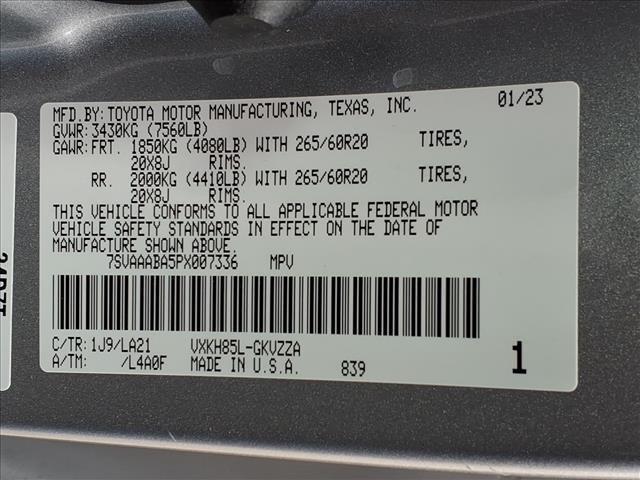 MFD.BY: TOYOTA MOTOR MANUFACTURING, TEXAS, INC. 01/23
GVWR: 3430KG (7560LB)
GAWR: FRT. 1850KG (4080LB) WITH 265/60R20 TIRES,
20X8J RIMS.
RR. 2000KG (4410LB) WITH 265/60R20 TIRES,
20X8J RIMS.
THIS VEHICLE CONFORMS TO ALL APPLICABLE FEDERAL MOTOR
VEHICLE SAFETY STANDARDS IN EFFECT ON THE DATE OF
MANUFACTURE SHOWN ABOVE.
7SVAAABA5PX007336 MPV
C/TR: 1J9/LA21 VXKH85L-GKVZZA
A/TM: /L4A0F MADE IN U.S.A. 839 1